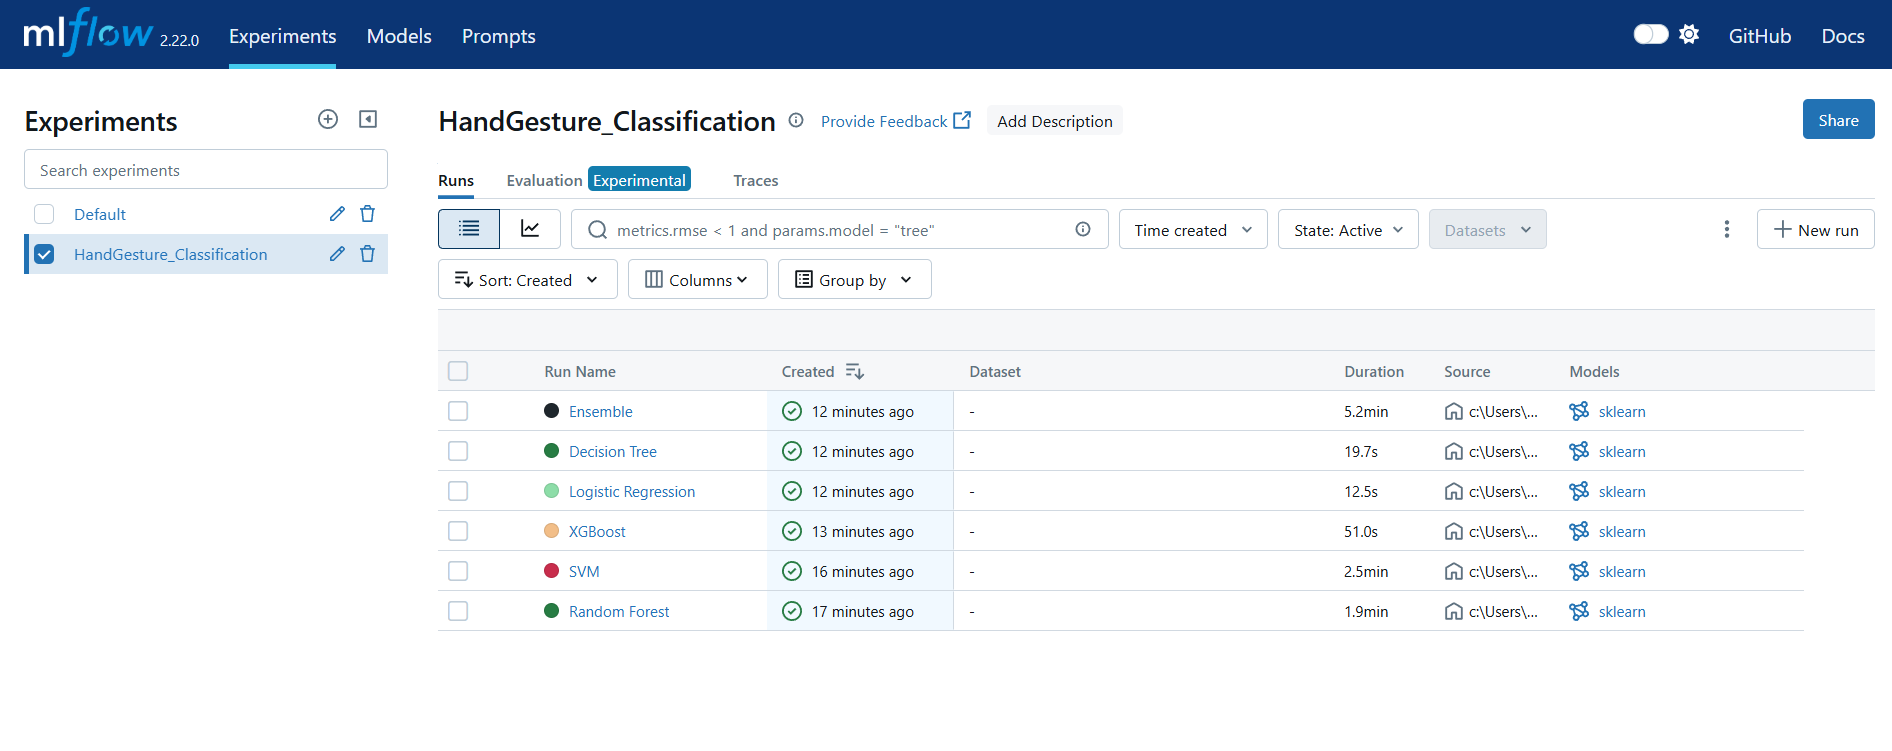 mlflow 2.22.0 Experiments Models Prompts GitHub Docs
Experiments
Search experiments
Default
HandGesture_Classification
HandGesture_Classification Provide Feedback Add Description Share
Runs Evaluation Experimental Traces
metrics.rmse < 1 and params.model = "tree" Time created State: Active Datasets New run
Sort: Created Columns Group by
Run Name Created Dataset Duration Source Models
Ensemble 12 minutes ago - 5.2min c:\Users\... sklearn
Decision Tree 12 minutes ago - 19.7s c:\Users\... sklearn
Logistic Regression 12 minutes ago - 12.5s c:\Users\... sklearn
XGBoost 13 minutes ago - 51.0s c:\Users\... sklearn
SVM 16 minutes ago - 2.5min c:\Users\... sklearn
Random Forest 17 minutes ago - 1.9min c:\Users\... sklearn